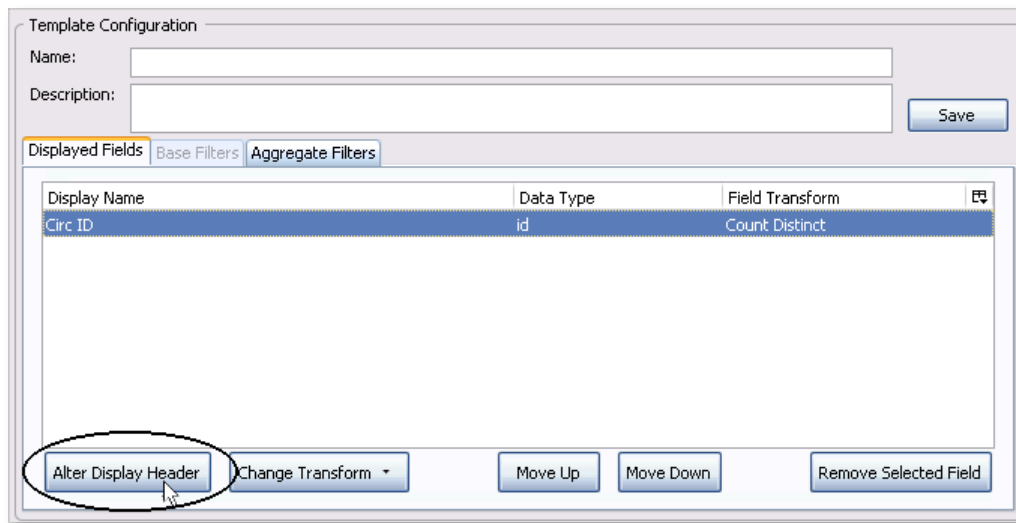 Template Configuration
Name:
Description:
Save
Displayed Fields Base Filters Aggregate Filters
Display Name Data Type Field Transform
Circ ID id Count Distinct
Alter Display Header Change Transform Move Up Move Down Remove Selected Field